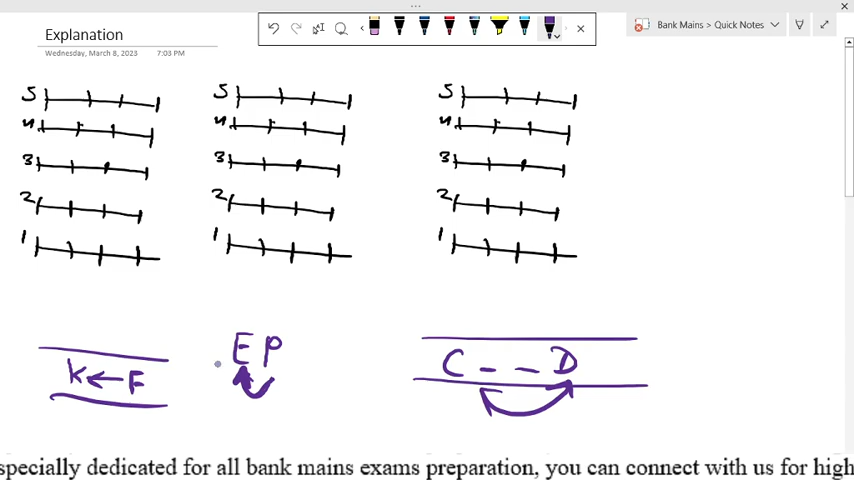 Bank Mains > Quick Notes
Explanation
Wednesday, March 8, 2023 7:03 PM
5 5 5
4 4 4
3 3 3
2 2 2
1 1 1
K ← F
E P
C _ _ D
specially dedicated for all bank mains exams preparation, you can connect with us for high